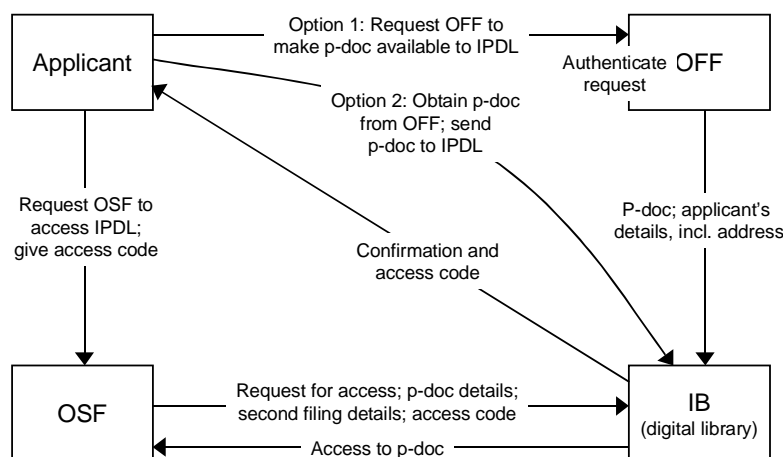 Option 1: Request OFF to
make p-doc available to IPDL
Applicant
Authenticate
request
OFF
Option 2: Obtain p-doc
from OFF; send
p-doc to IPDL
Request OSF to
access IPDL;
give access code
P-doc; applicant's
details, incl. address
Confirmation and
access code
OSF
Request for access; p-doc details;
second filing details; access code
IB
(digital library)
Access to p-doc